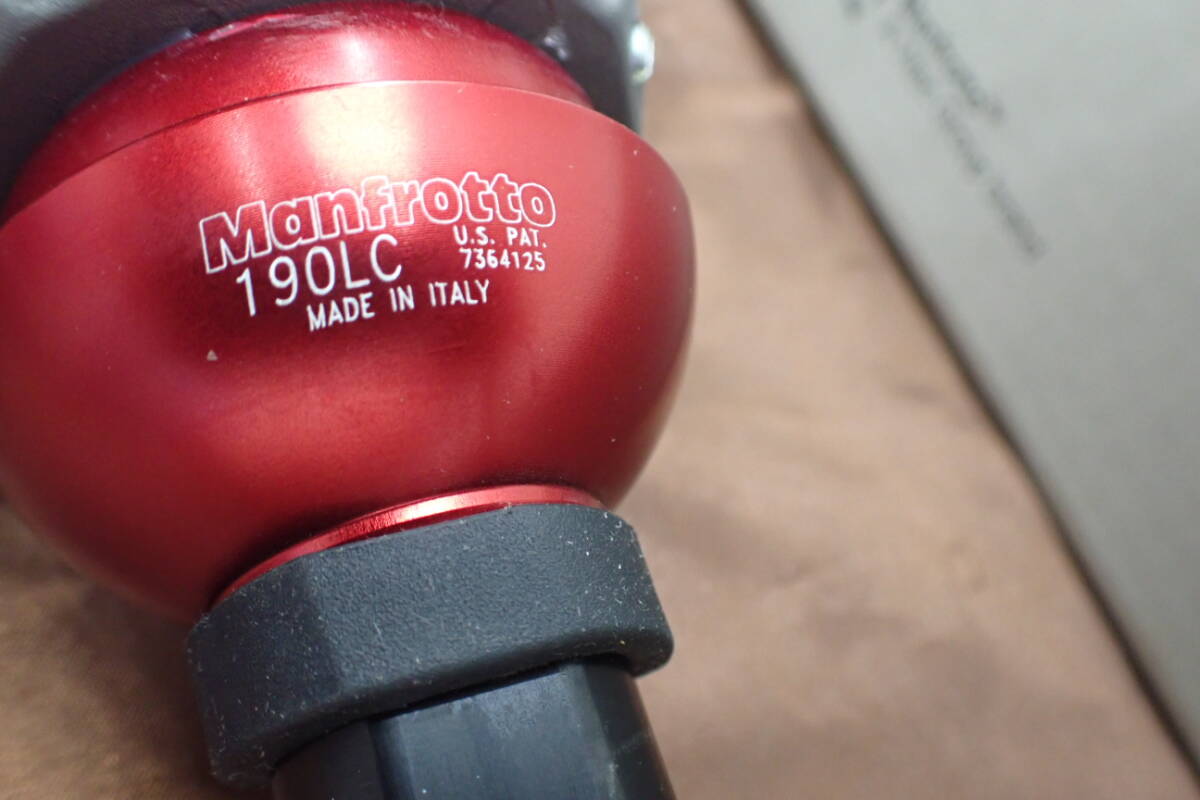 Manfrotto
190LC
U.S. PAT.
7364125
MADE IN ITALY